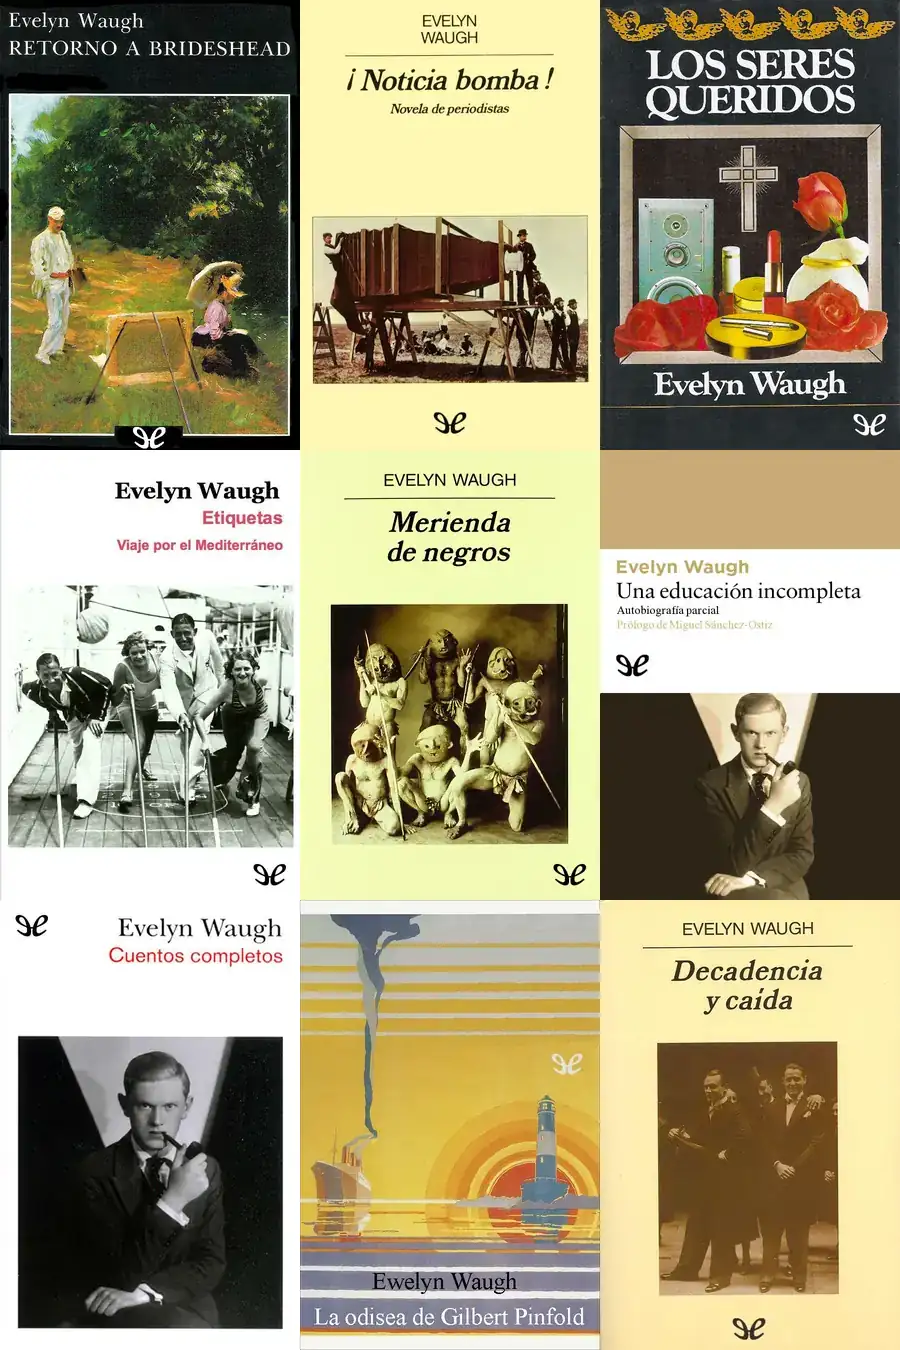 Evelyn Waugh
RETORNO A BRIDESHEAD
EVELYN
WAUGH
¡Noticia bomba!
Novela de periodistas
LOS SERES
QUERIDOS
Evelyn Waugh
Evelyn Waugh
Etiquetas
Viaje por el Mediterráneo
EVELYN WAUGH
Merienda
de negros
Evelyn Waugh
Una educación incompleta
Autobiografía parcial
Prólogo de Miguel Sánchez-Ostiz
Evelyn Waugh
Cuentos completos
Ewelyn Waugh
La odisea de Gilbert Pinfold
EVELYN WAUGH
Decadencia
y caída